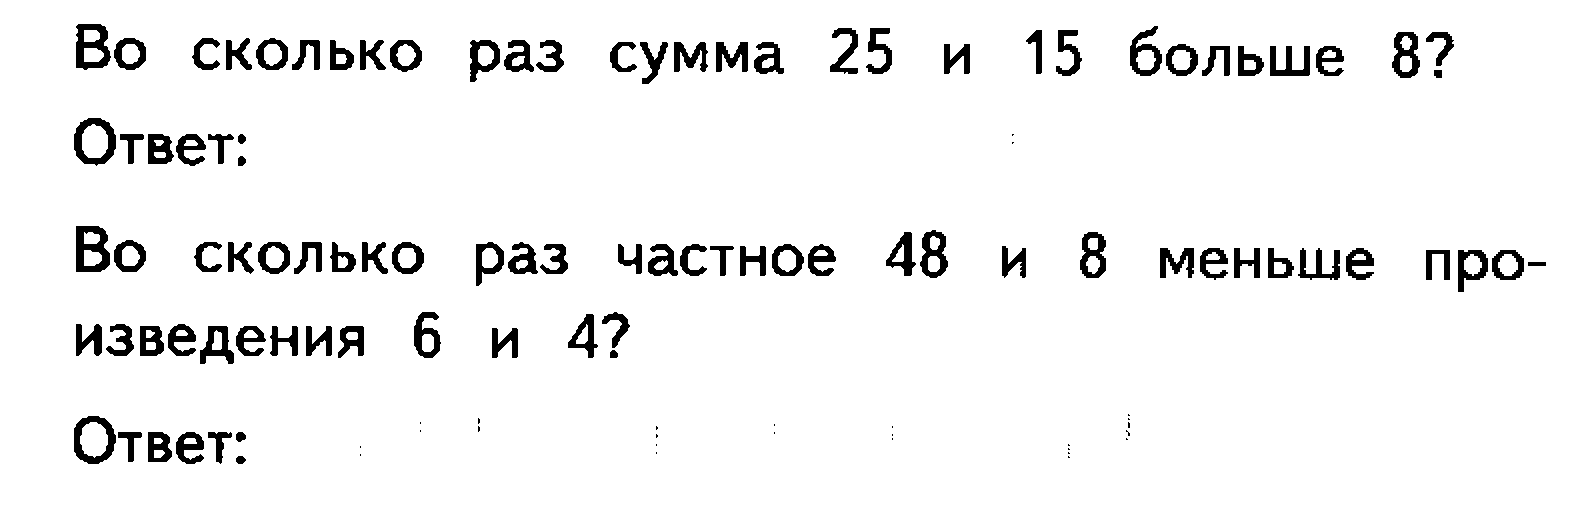 Во сколько раз сумма 25 и 15 больше 8?
Ответ:
Во сколько раз частное 48 и 8 меньше про-
изведения 6 и 4?
Ответ: